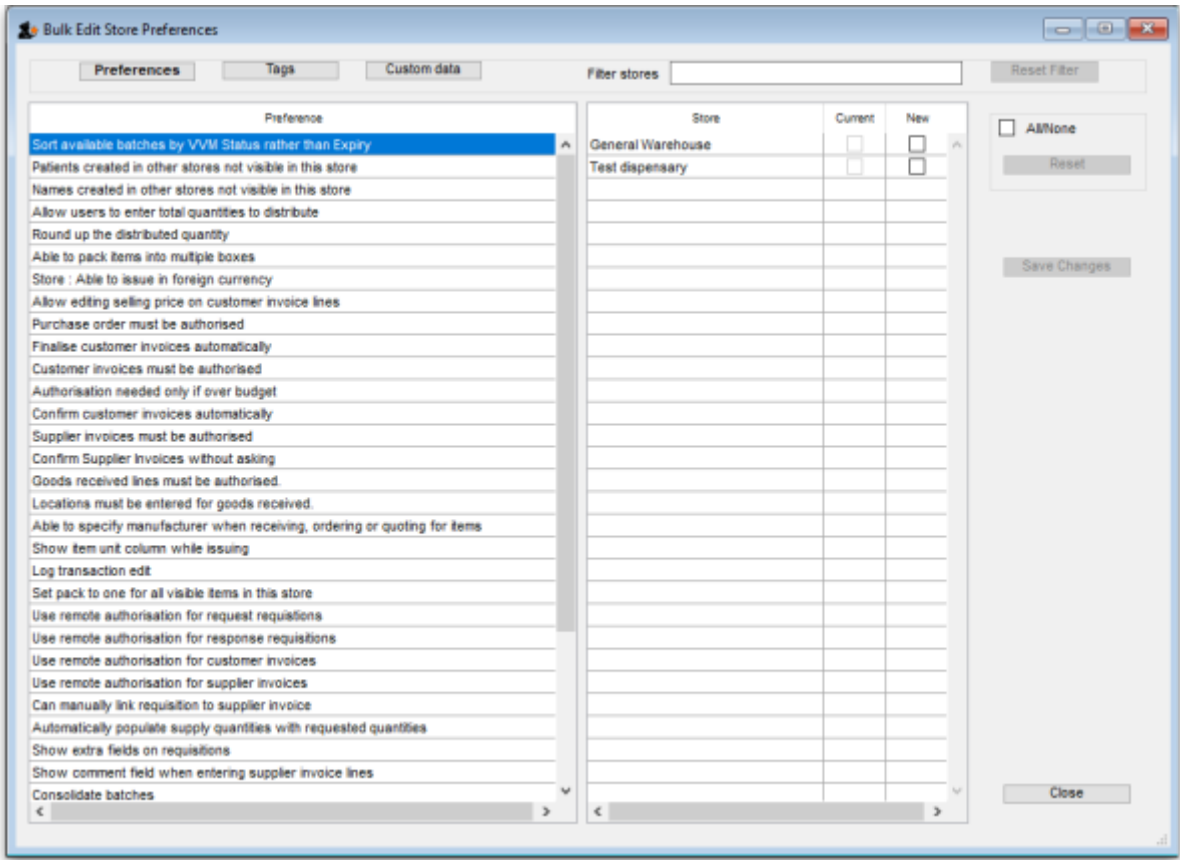 Bulk Edit Store Preferences
Preferences Tags Custom data Filter stores Reset Filter
Preference
Sort available batches by VVM Status rather than Expiry
Patients created in other stores not visible in this store
Names created in other stores not visible in this store
Allow users to enter total quantities to distribute
Round up the distributed quantity
Able to pack items into multiple boxes
Store : Able to issue in foreign currency
Allow editing selling price on customer invoice lines
Purchase order must be authorised
Finalise customer invoices automatically
Customer invoices must be authorised
Authorisation needed only if over budget
Confirm customer invoices automatically
Supplier invoices must be authorised
Confirm Supplier Invoices without asking
Goods received lines must be authorised.
Locations must be entered for goods received.
Able to specify manufacturer when receiving, ordering or quoting for items
Show item unit column while issuing
Log transaction edit
Set pack to one for all visible items in this store
Use remote authorisation for request requistions
Use remote authorisation for response requisitions
Use remote authorisation for customer invoices
Use remote authorisation for supplier invoices
Can manually link requisition to supplier invoice
Automatically populate supply quantities with requested quantities
Show extra fields on requisitions
Show comment field when entering supplier invoice lines
Consolidate batches
Store Current New
General Warehouse
Test dispensary
All/None
Reset
Save Changes
Close